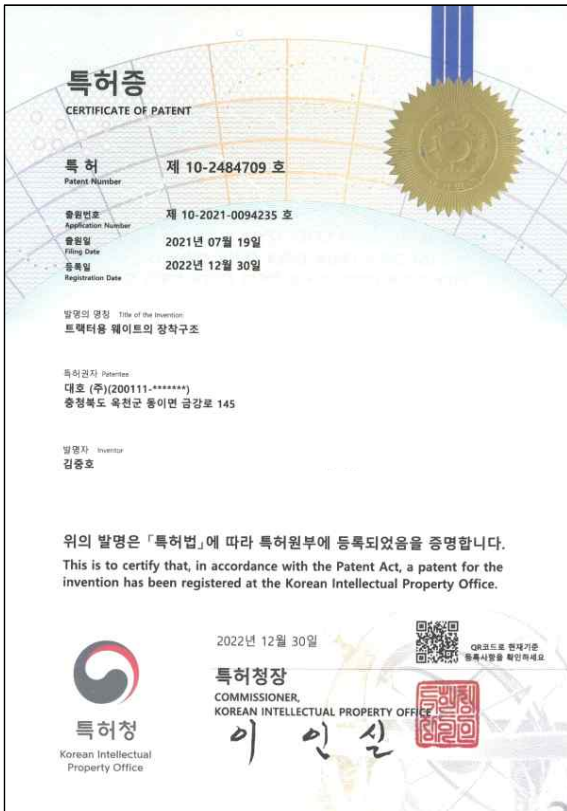 특허증
CERTIFICATE OF PATENT
특 허 제 10-2484709 호
Patent Number
출원번호 제 10-2021-0094235 호
Application Number
출원일 2021년 07월 19일
Filing Date
등록일 2022년 12월 30일
Registration Date
발명의 명칭 Title of the Invention
트랙터용 웨이트의 장착구조
특허권자 Patentee
대호 (주)(200111-*******)
충청북도 옥천군 동이면 금강로 145
발명자 Inventor
김중호
위의 발명은 「특허법」에 따라 특허원부에 등록되었음을 증명합니다.
This is to certify that, in accordance with the Patent Act, a patent for the
invention has been registered at the Korean Intellectual Property Office.
2022년 12월 30일
QR코드로 현재기준
등록사항을 확인하세요
특허청장
COMMISSIONER,
KOREAN INTELLECTUAL PROPERTY OFFICE
이 인 실
특허청
Korean Intellectual
Property Office